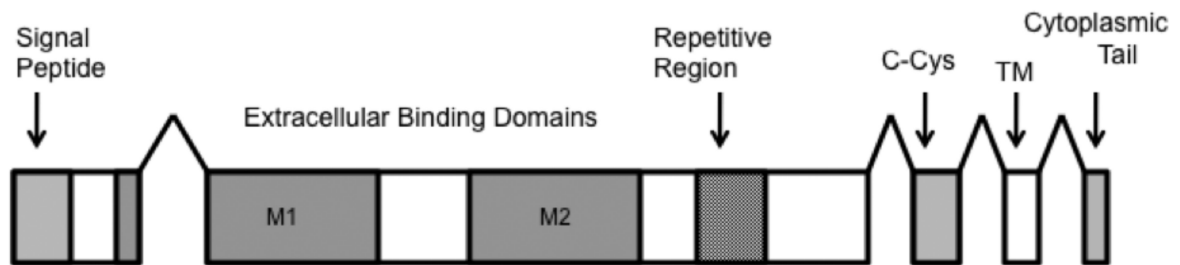 Signal
Peptide
Extracellular Binding Domains
Repetitive
Region
C-Cys
TM
Cytoplasmic
Tail
M1
M2